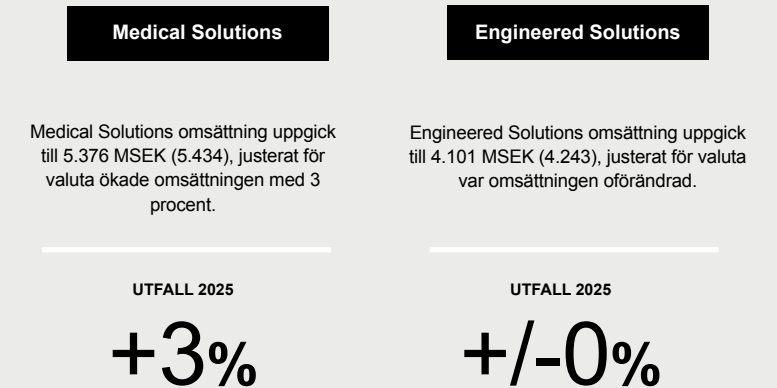 Medical Solutions
Medical Solutions omsättning uppgick
till 5.376 MSEK (5.434), justerat för
valuta ökade omsättningen med 3
procent.
UTFALL 2025
+3%
Engineered Solutions
Engineered Solutions omsättning uppgick
till 4.101 MSEK (4.243), justerat för valuta
var omsättningen oförändrad.
UTFALL 2025
+/-0%